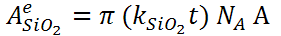 A^e_{SiO_2} = π (k_{SiO_2} t) N_A A